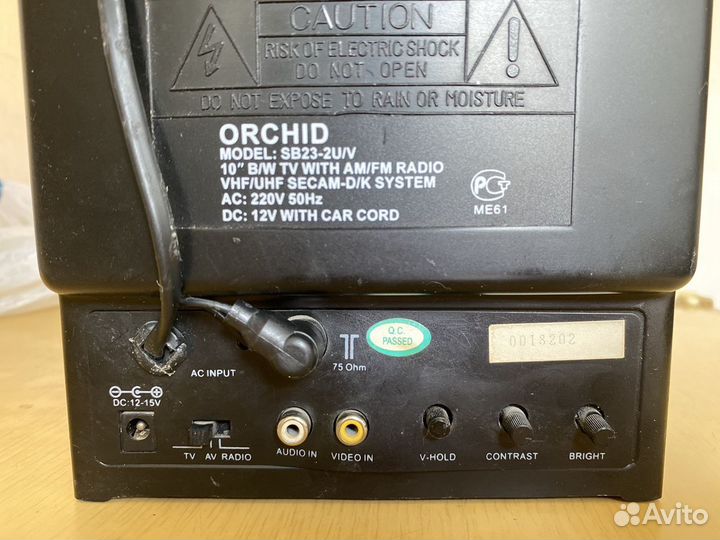 CAUTION
RISK OF ELECTRIC SHOCK
DO NOT OPEN
DO NOT EXPOSE TO RAIN OR MOISTURE
ORCHID
MODEL: SB23-2U/V
10" B/W TV WITH AM/FM RADIO
VHF/UHF SECAM-D/K SYSTEM
AC: 220V 50Hz
DC: 12V WITH CAR CORD
ME61
Q.C.
PASSED
0018202
AC INPUT
75 Ohm
DC:12-15V
TV AV RADIO
AUDIO IN
VIDEO IN
V-HOLD
CONTRAST
BRIGHT
Avito